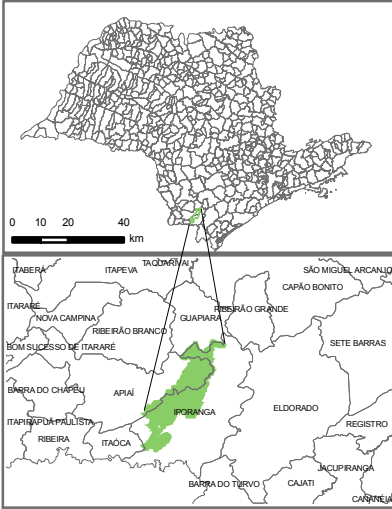 0 20 40
km
TAQUARIVAÍ
ITABERÁ
ITAPEVA
SÃO MIGUEL ARCANJO
CAPÃO BONITO
ITARARÉ
NOVA CAMPINA
GUAPIARA
RIBEIRÃO GRANDE
RIBEIRÃO BRANCO
BOM SUCESSO DE ITARARÉ
SETE BARRAS
BARRA DO CHAPÉU
APIAÍ
IPORANGA
ELDORADO
ITAPIRAPUÃ PAULISTA
REGISTRO
RIBEIRA
ITAÓCA
JACUPIRANGA
BARRA DO TURVO
CAJATI
CANANÉIA